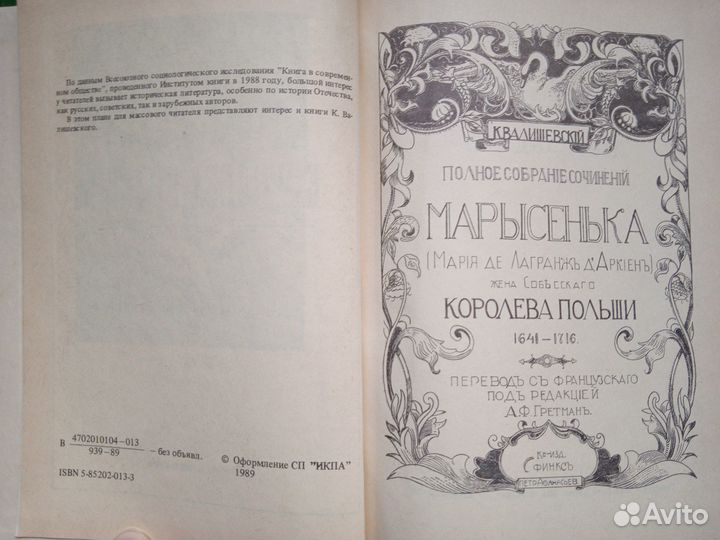 По данным Всесоюзного социологического исследования "Книга в современ-
ном обществе", проведенного Институтом книги в 1988 году, большой интерес
у читателей вызывает историческая литература, особенно по истории Отечества,
как русских, советских, так и зарубежных авторов.
В этом плане для массового читателя представляют интерес и книги К. Ва-
лишевского.
В 4702010104-013 – без объявл.
939-89
© Оформление СП "ИКПА"
1989
ISBN 5-85202-013-3
К. ВАЛИШЕВСКІЙ
ПОЛНОЕ СОБРАНІЕ СОЧИНЕНІЙ
МАРЫСЕНЬКА
(МАРІЯ ДЕ ЛАГРАНЖЪ Д'АРКІЕНЪ)
ЖЕНА СОБѢССКАГО
КОРОЛЕВА ПОЛЬШИ
1641-1716.
ПЕРЕВОДЪ СЪ ФРАНЦУЗСКАГО
ПОДЪ РЕДАКЦІЕЙ
А.Ф. ГРЕТМАНЪ.
КН-ИЗД.
СФИНКСЪ
Avito